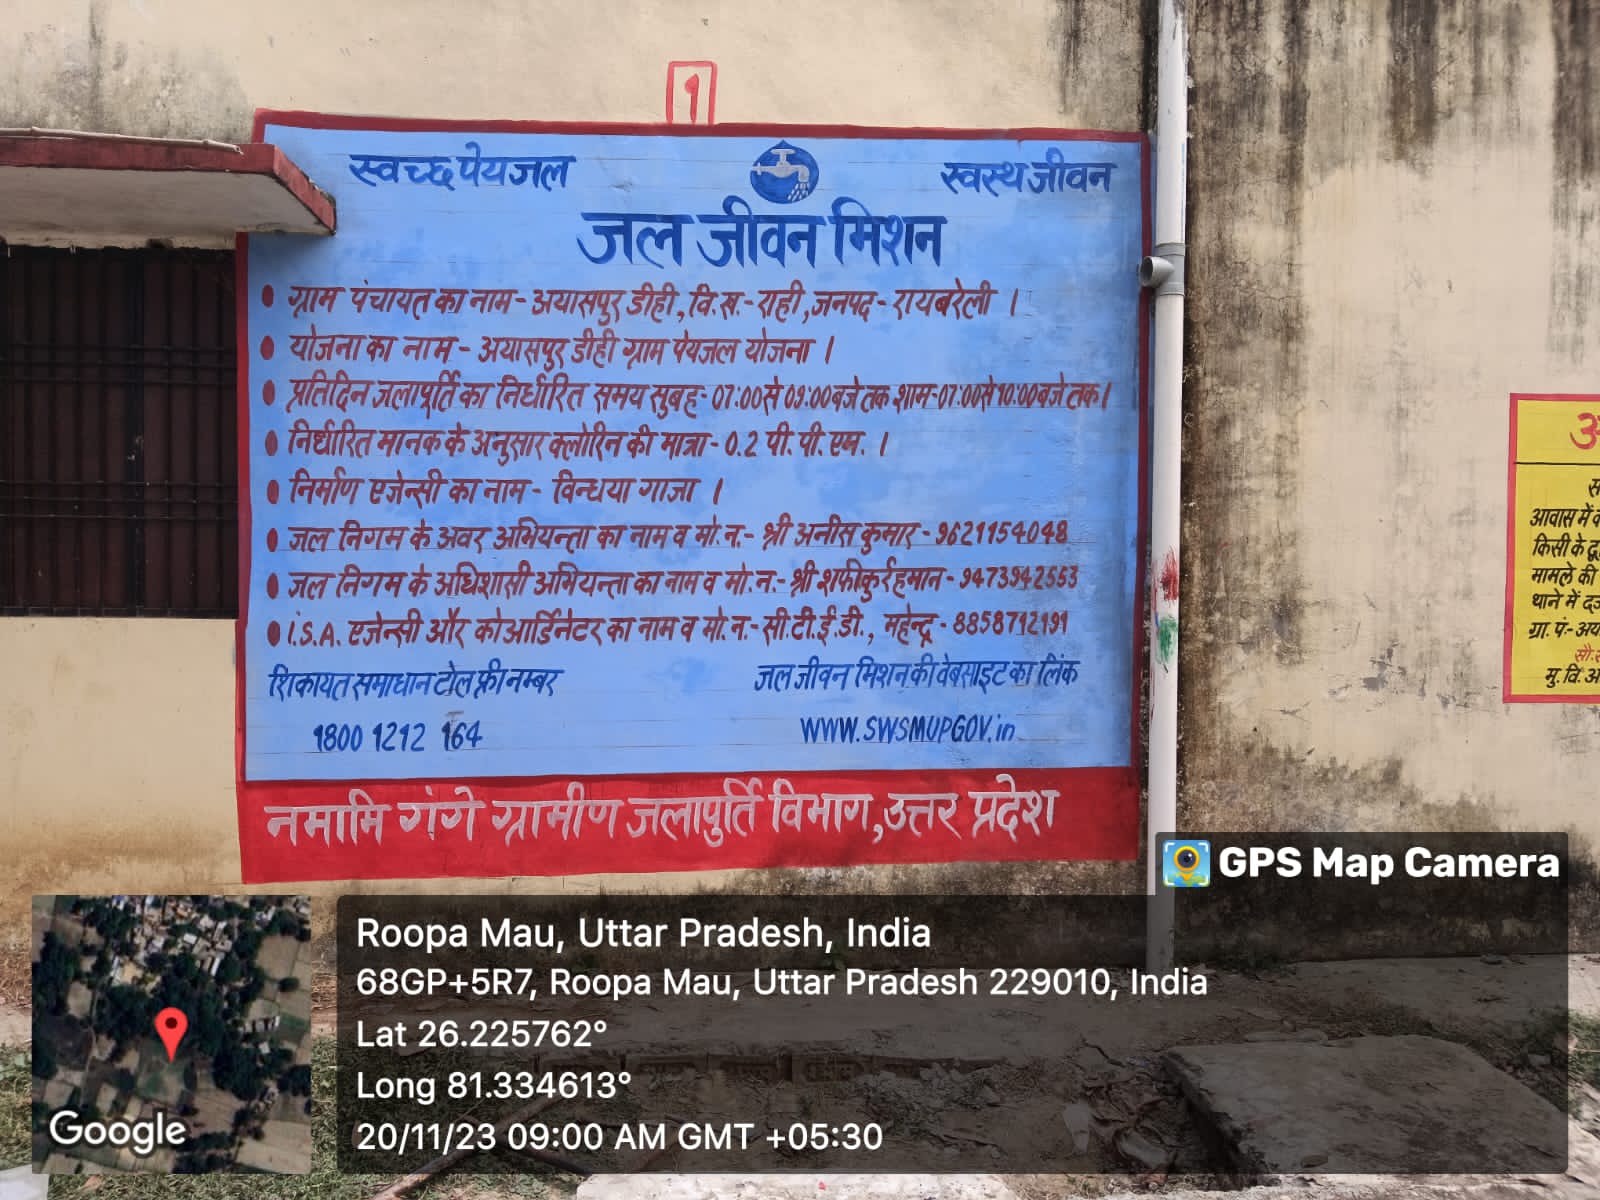 १
स्वच्छ पेयजल
स्वस्थ जीवन
जल जीवन मिशन
• ग्राम पंचायत का नाम - अयासपुर डीही, वि.ख.- राही, जनपद - रायबरेली ।
• योजना का नाम - अयासपुर डीही ग्राम पेयजल योजना ।
• प्रतिदिन जलापूर्ति का निर्धारित समय सुबह - 07:00 से 09:00 बजे तक शाम - 07:00 से 10:00 बजे तक ।
• निर्धारित मानक के अनुसार क्लोरिन की मात्रा - 0.2 पी. पी. एम. ।
• निर्माण एजेन्सी का नाम - विन्धया गाजा ।
• जल निगम के अवर अभियन्ता का नाम व मो. न.- श्री अनीस कुमार - 9621154048
• जल निगम के अधिशासी अभियन्ता का नाम व मो. न.- श्री शफीकुर्रहमान - 9473942553
• i.S.A. एजेन्सी और कोआर्डिनेटर का नाम व मो. न.- सी.टी.ई.डी., महेन्द्र - 8858712191
शिकायत समाधान टोल फ्री नम्बर
जल जीवन मिशन की वेबसाइट का लिंक
1800 1212 164
WWW.SWSMUPGOV.in
नमामि गंगे ग्रामीण जलापुर्ति विभाग, उत्तर प्रदेश
आवास में
किसी के
मामले की
थाने में
ग्रा. पं:-
मु. वि.
GPS Map Camera
Roopa Mau, Uttar Pradesh, India
68GP+5R7, Roopa Mau, Uttar Pradesh 229010, India
Lat 26.225762°
Long 81.334613°
20/11/23 09:00 AM GMT +05:30
Google